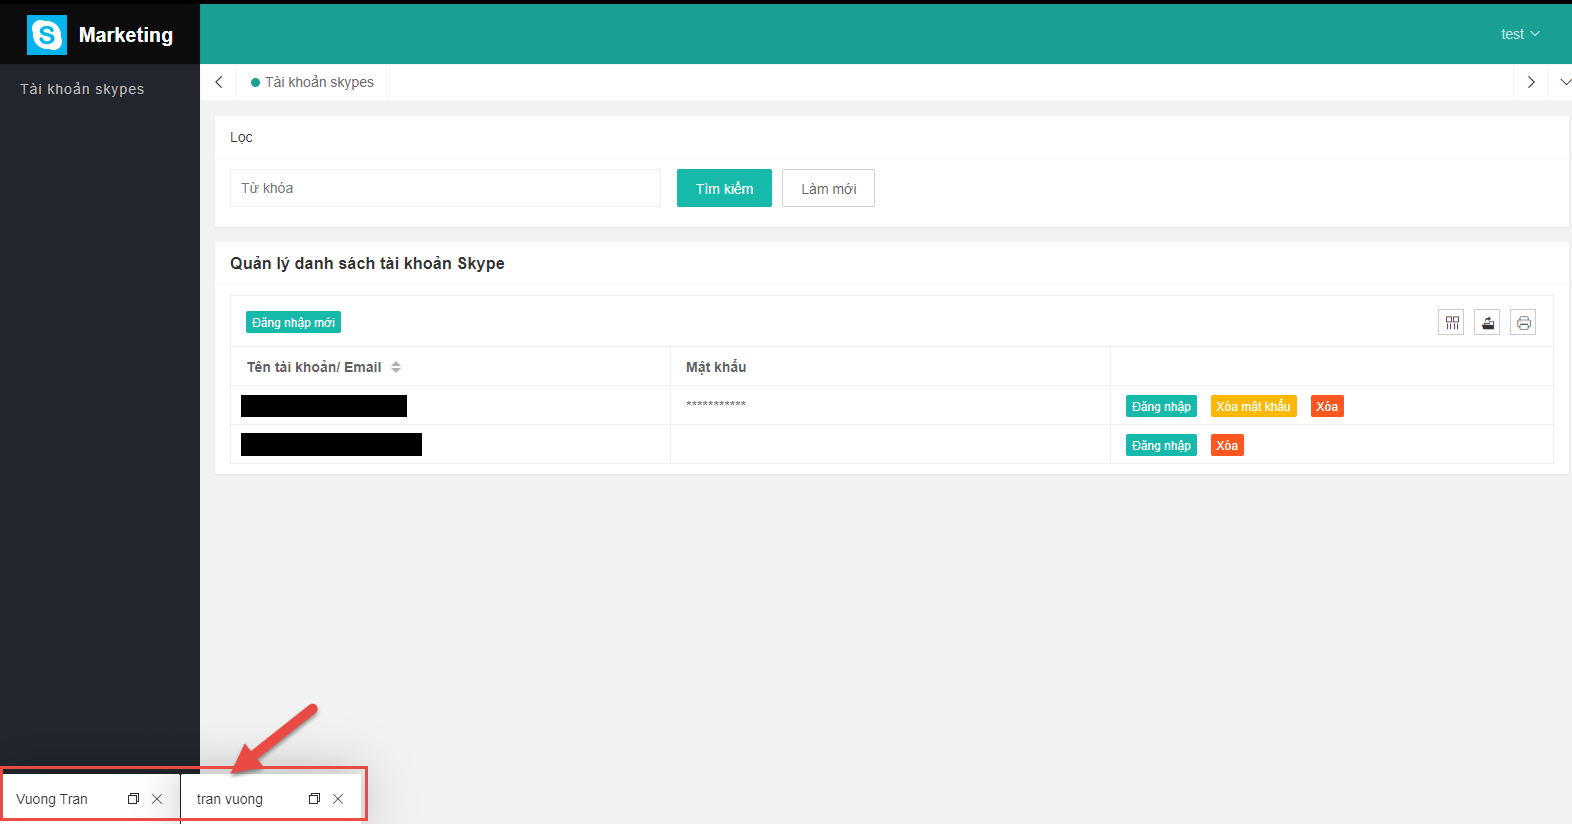 S Marketing
test
Tài khoản skypes
Tài khoản skypes
Lọc
Từ khóa
Tìm kiếm
Làm mới
Quản lý danh sách tài khoản Skype
Đăng nhập mới
Tên tài khoản/ Email
Mật khẩu
***********
Đăng nhập
Xóa mật khẩu
Xóa
Đăng nhập
Xóa
Vuong Tran
tran vuong